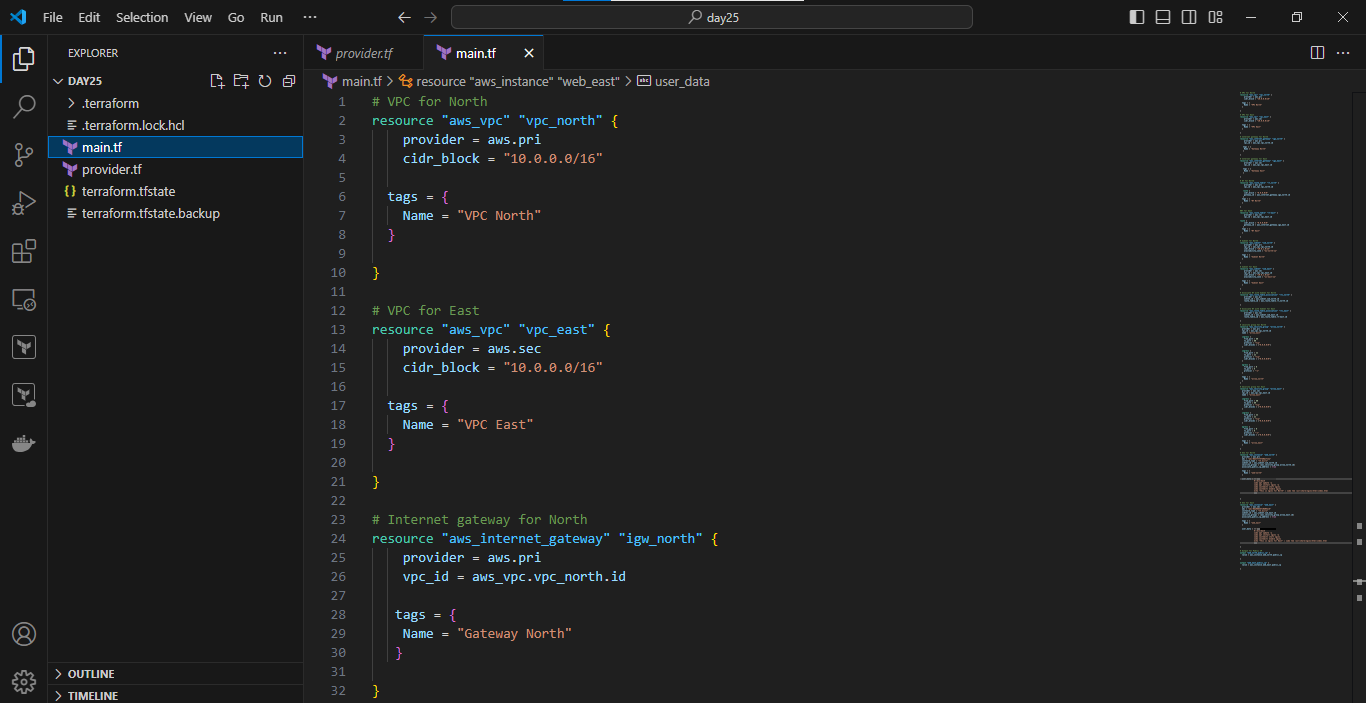 File Edit Selection View Go Run ···
day25
EXPLORER ···
DAY25
.terraform
.terraform.lock.hcl
main.tf
provider.tf
{} terraform.tfstate
terraform.tfstate.backup
OUTLINE
TIMELINE
provider.tf
main.tf
main.tf > resource "aws_instance" "web_east" > abc user_data
1 # VPC for North
2 resource "aws_vpc" "vpc_north" {
3 provider = aws.pri
4 cidr_block = "10.0.0.0/16"
5
6 tags = {
7 Name = "VPC North"
8 }
9
10 }
11
12 # VPC for East
13 resource "aws_vpc" "vpc_east" {
14 provider = aws.sec
15 cidr_block = "10.0.0.0/16"
16
17 tags = {
18 Name = "VPC East"
19 }
20
21 }
22
23 # Internet gateway for North
24 resource "aws_internet_gateway" "igw_north" {
25 provider = aws.pri
26 vpc_id = aws_vpc.vpc_north.id
27
28 tags = {
29 Name = "Gateway North"
30 }
31
32 }